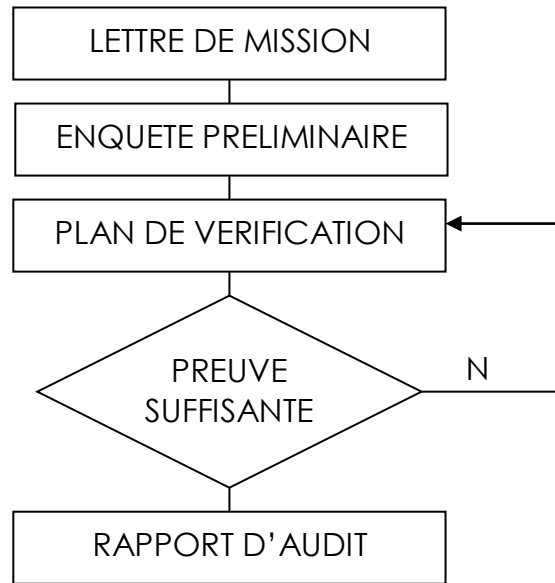 LETTRE DE MISSION
ENQUETE PRELIMINAIRE
PLAN DE VERIFICATION
PREUVE
SUFFISANTE
N
RAPPORT D’AUDIT